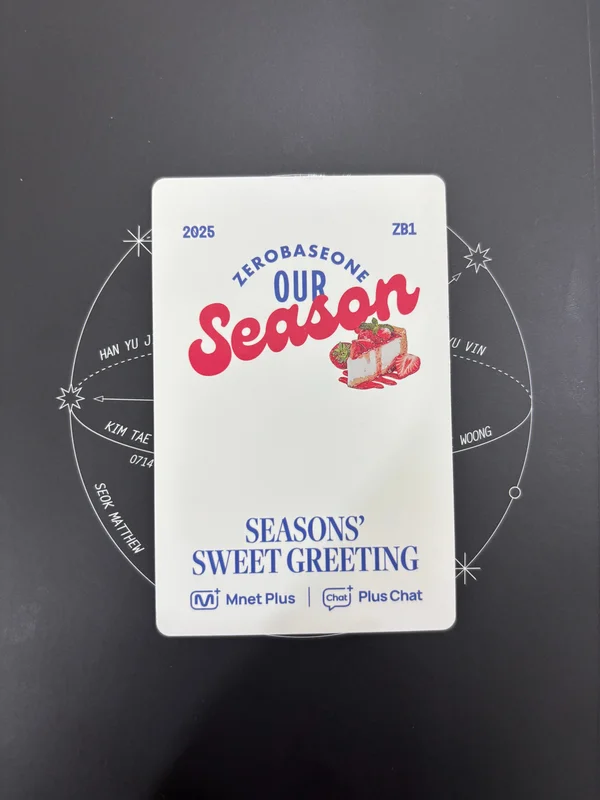 2025
ZB1
ZEROBASEONE
OUR
Season
HAN YU J
KIM TAE
0714
SEOK MATTHEW
YU VIN
WOONG
SEASONS'
SWEET GREETING
M+ Mnet Plus | Chat+ Plus Chat